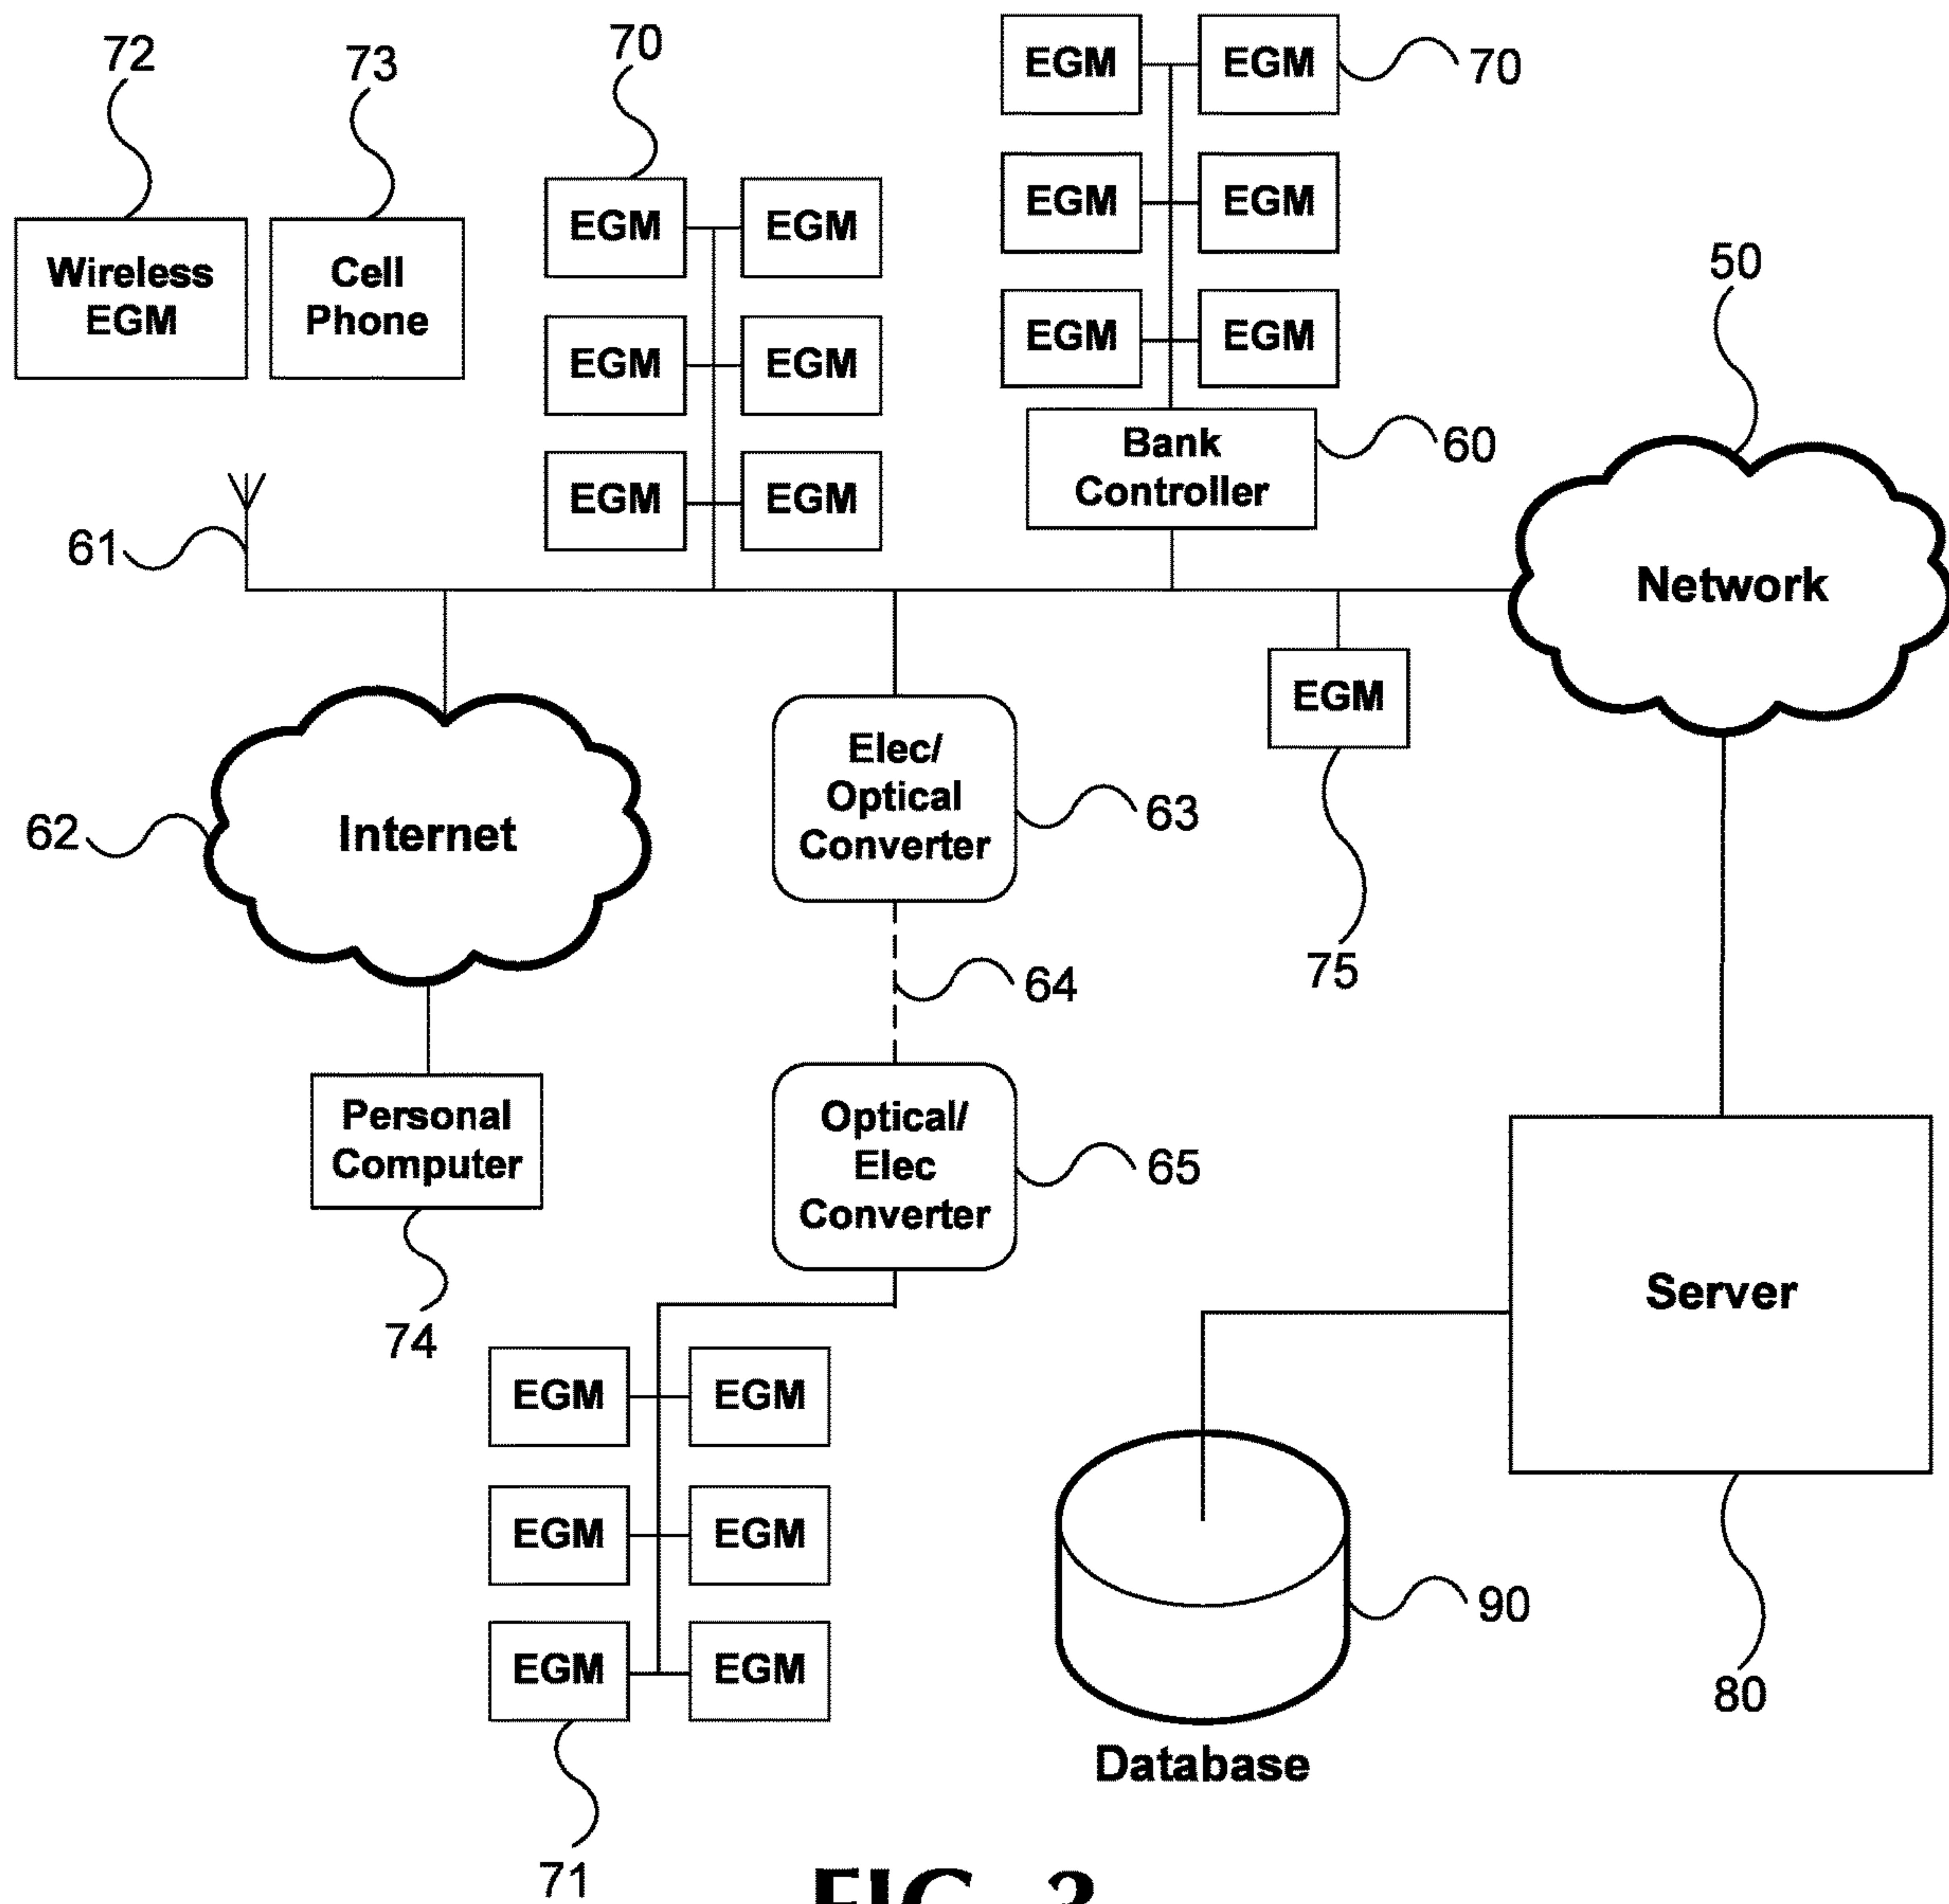 72
73
70
EGM
EGM
70
Wireless
EGM
Cell
Phone
EGM
EGM
EGM
EGM
EGM
EGM
EGM
EGM
EGM
EGM
50
Bank
Controller
60
61
Network
EGM
75
Internet
62
Elec/
Optical
Converter
63
64
Personal
Computer
74
Optical/
Elec
Converter
65
Server
80
EGM
EGM
EGM
EGM
EGM
EGM
71
90
Database